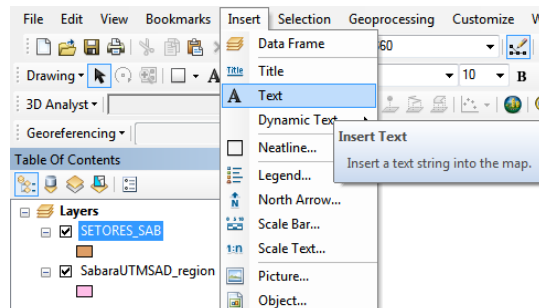 File Edit View Bookmarks Insert Selection Geoprocessing Customize
Data Frame
Drawing A Title Title 10 B
3D Analyst A Text
Dynamic Text
Georeferencing Insert Text
Neatline... Insert a text string into the map.
Table Of Contents
Legend...
N North Arrow...
Layers
Scale Bar...
SETORES_SAB
1:n Scale Text...
SabaraUTMSAD_region
Picture...
Object...